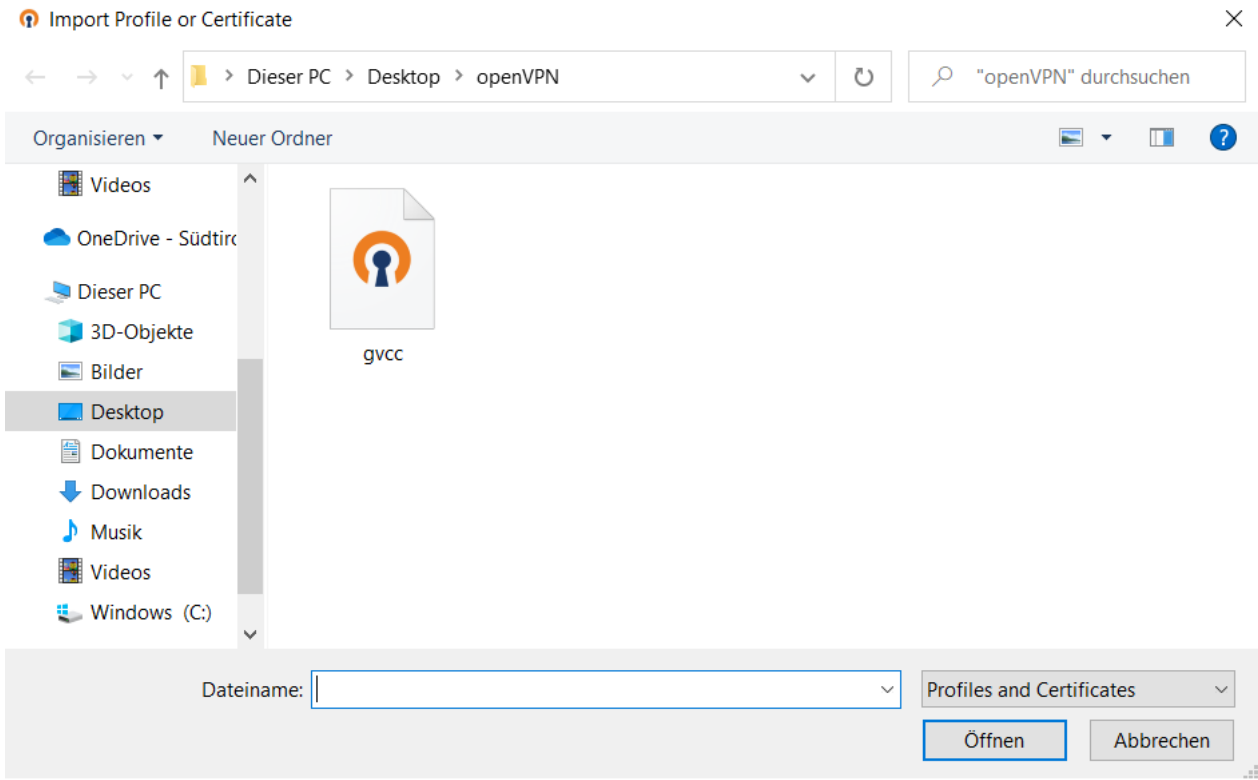 Import Profile or Certificate
Dieser PC > Desktop > openVPN
"openVPN" durchsuchen
Organisieren
Neuer Ordner
?
Videos
OneDrive - Südtiro
Dieser PC
3D-Objekte
Bilder
Desktop
Dokumente
Downloads
Musik
Videos
Windows (C:)
gvcc
Dateiname:
Profiles and Certificates
Öffnen
Abbrechen